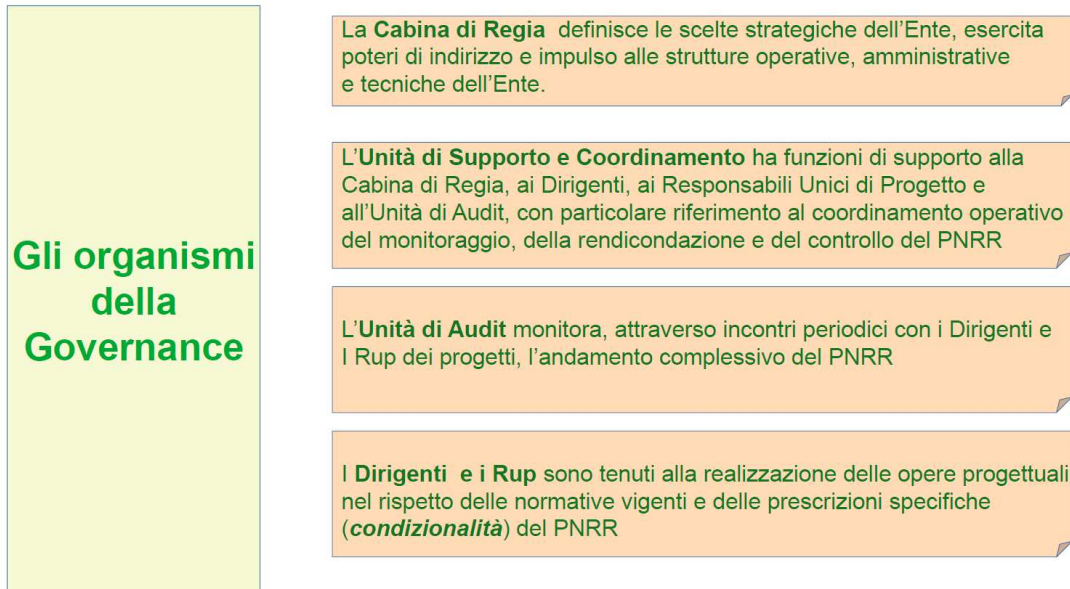 Gli organismi
della
Governance
La Cabina di Regia definisce le scelte strategiche dell'Ente, esercita
poteri di indirizzo e impulso alle strutture operative, amministrative
e tecniche dell'Ente.
L'Unità di Supporto e Coordinamento ha funzioni di supporto alla
Cabina di Regia, ai Dirigenti, ai Responsabili Unici di Progetto e
all'Unità di Audit, con particolare riferimento al coordinamento operativo
del monitoraggio, della rendicondazione e del controllo del PNRR
L'Unità di Audit monitora, attraverso incontri periodici con i Dirigenti e
I Rup dei progetti, l'andamento complessivo del PNRR
I Dirigenti e i Rup sono tenuti alla realizzazione delle opere progettuali
nel rispetto delle normative vigenti e delle prescrizioni specifiche
(condizionalità) del PNRR